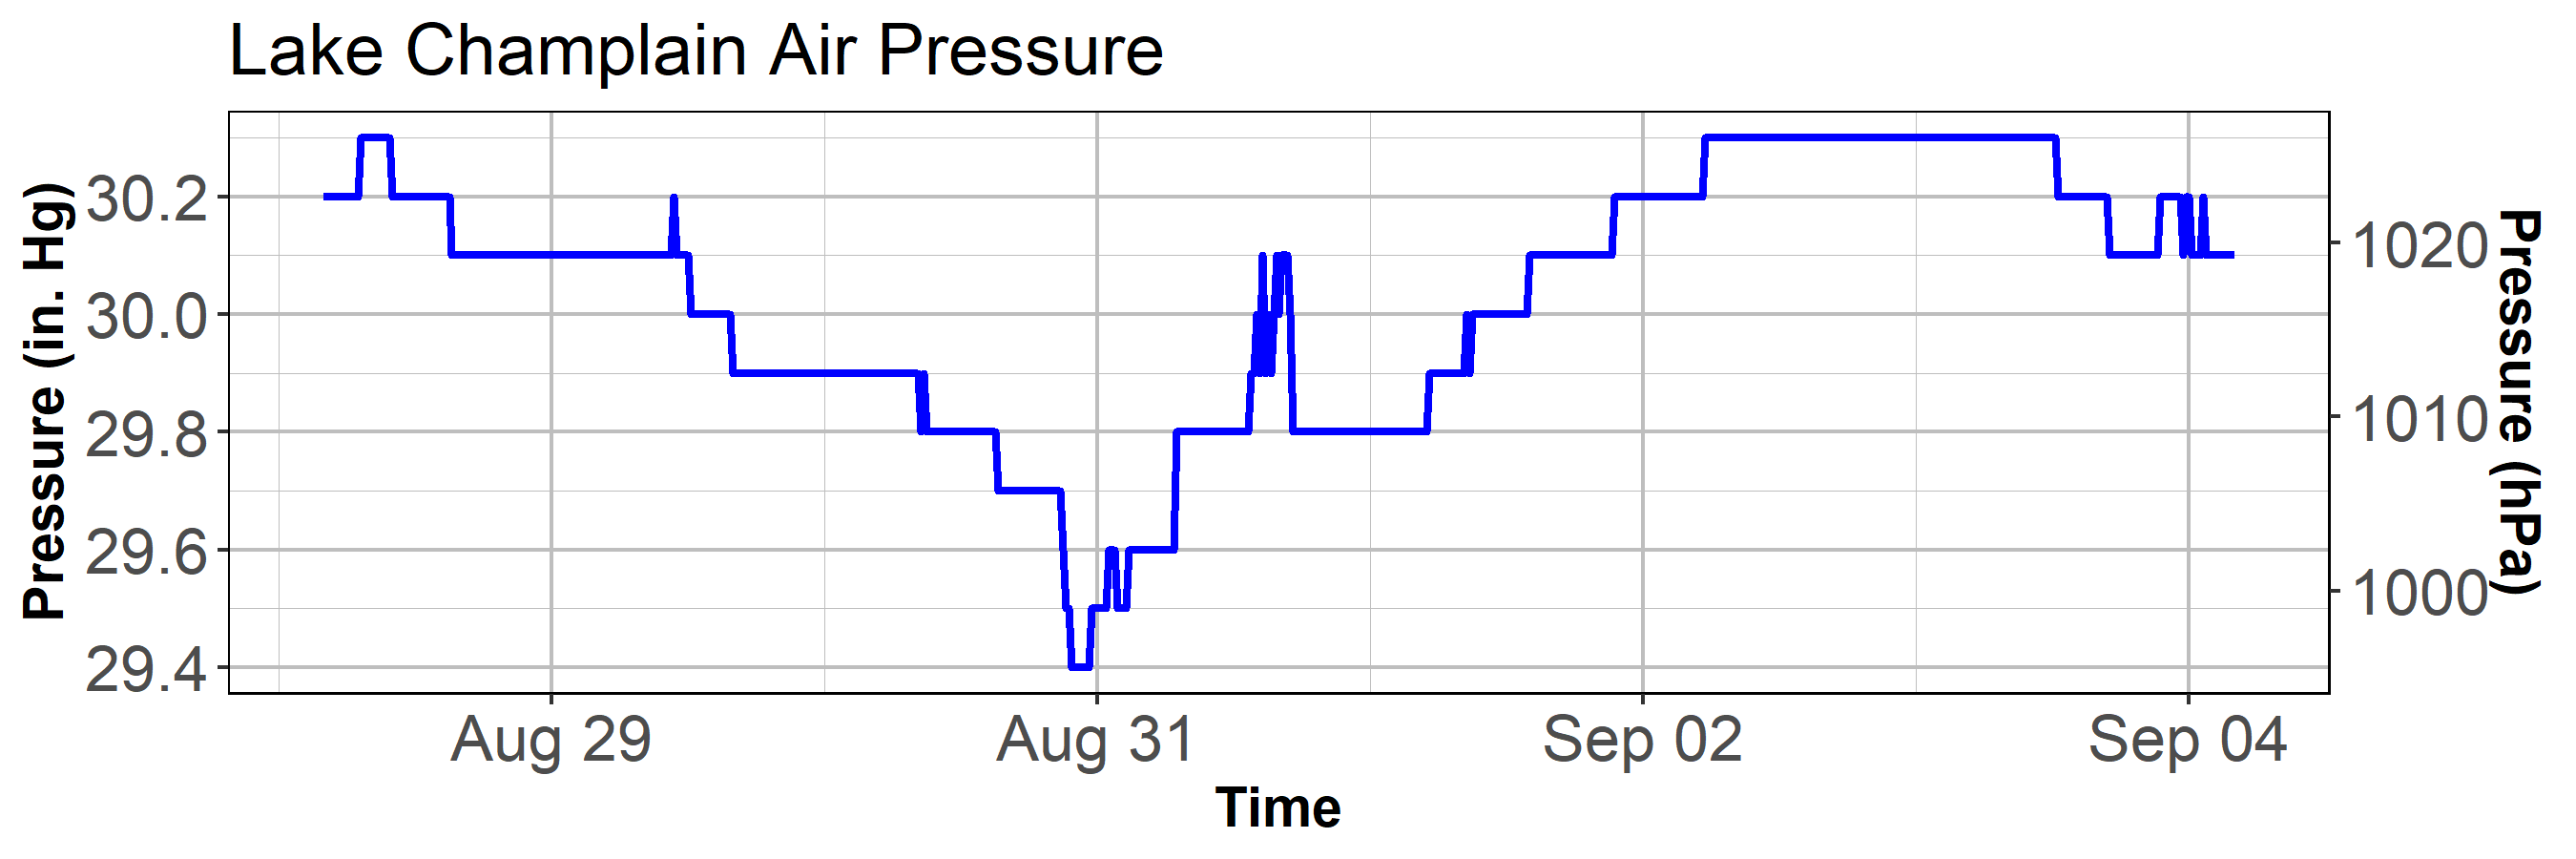 Lake Champlain Air Pressure
Pressure (in. Hg)
30.2
30.0
29.8
29.6
29.4
1020
1010
1000
Pressure (hPa)
Aug 29
Aug 31
Sep 02
Sep 04
Time